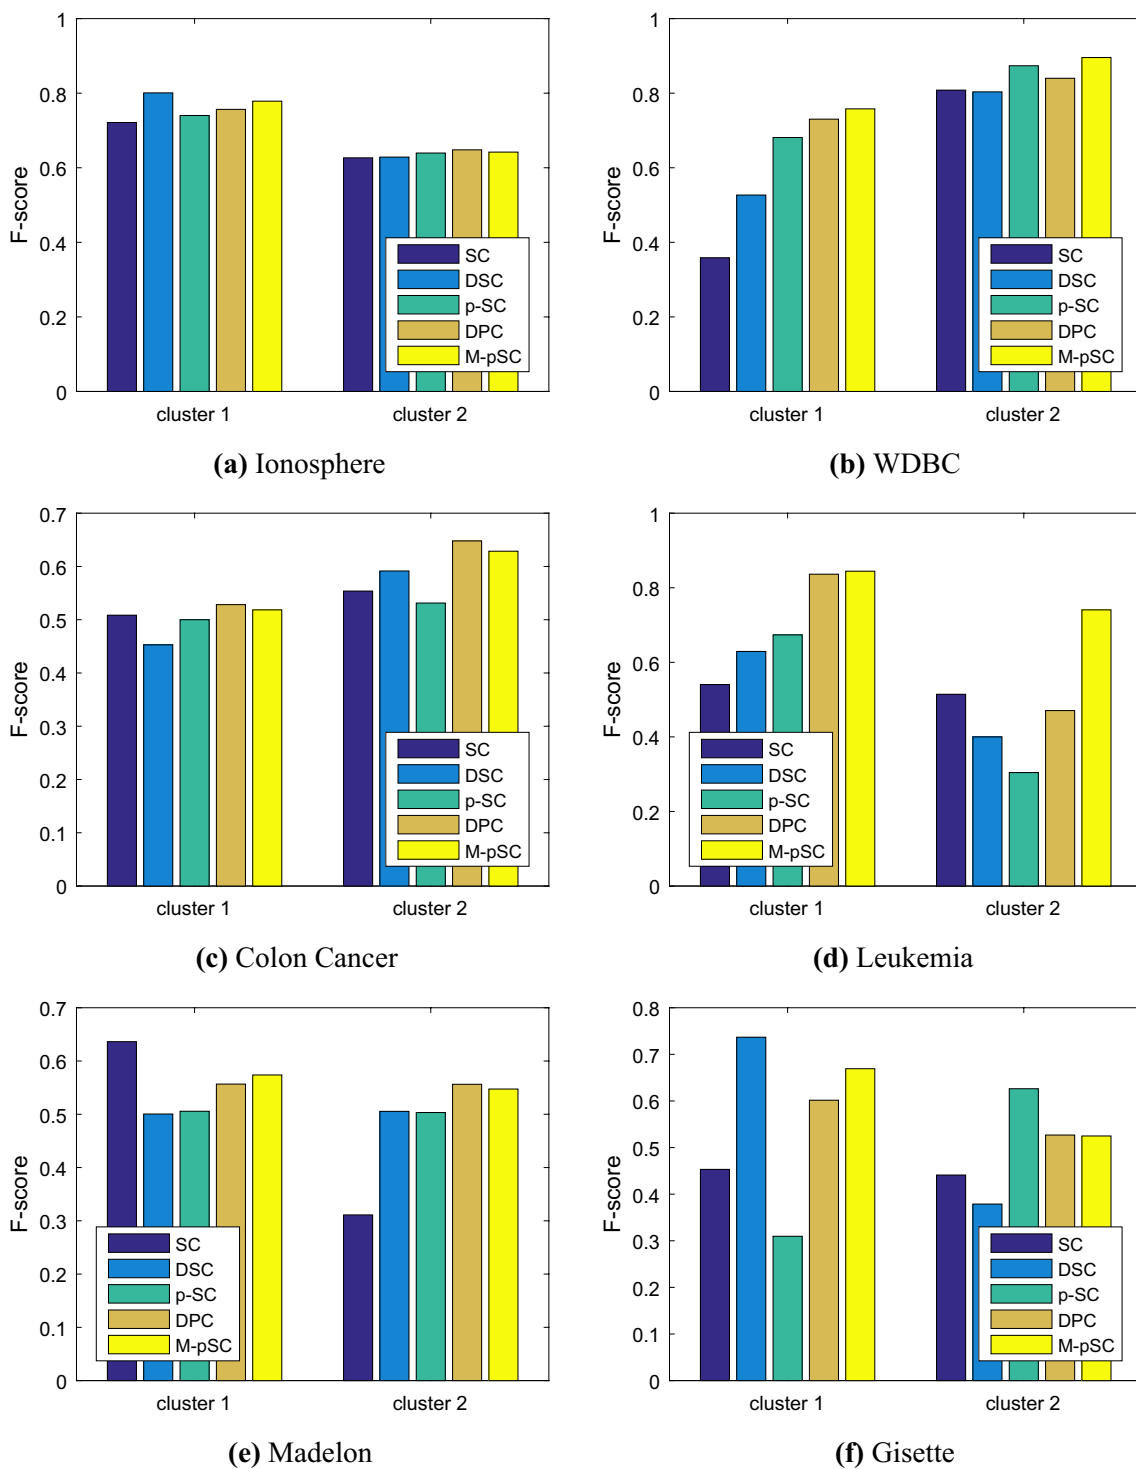 1
0.8
0.6
0.4
0.2
0
F-score
SC
DSC
p-SC
DPC
M-pSC
cluster 1
cluster 2
(a) Ionosphere
1
0.8
0.6
0.4
0.2
0
F-score
SC
DSC
p-SC
DPC
M-pSC
cluster 1
cluster 2
(b) WDBC
0.7
0.6
0.5
0.4
0.3
0.2
0.1
0
F-score
SC
DSC
p-SC
DPC
M-pSC
cluster 1
cluster 2
(c) Colon Cancer
1
0.8
0.6
0.4
0.2
0
F-score
SC
DSC
p-SC
DPC
M-pSC
cluster 1
cluster 2
(d) Leukemia
0.7
0.6
0.5
0.4
0.3
0.2
0.1
0
F-score
SC
DSC
p-SC
DPC
M-pSC
cluster 1
cluster 2
(e) Madelon
0.8
0.7
0.6
0.5
0.4
0.3
0.2
0.1
0
F-score
SC
DSC
p-SC
DPC
M-pSC
cluster 1
cluster 2
(f) Gisette